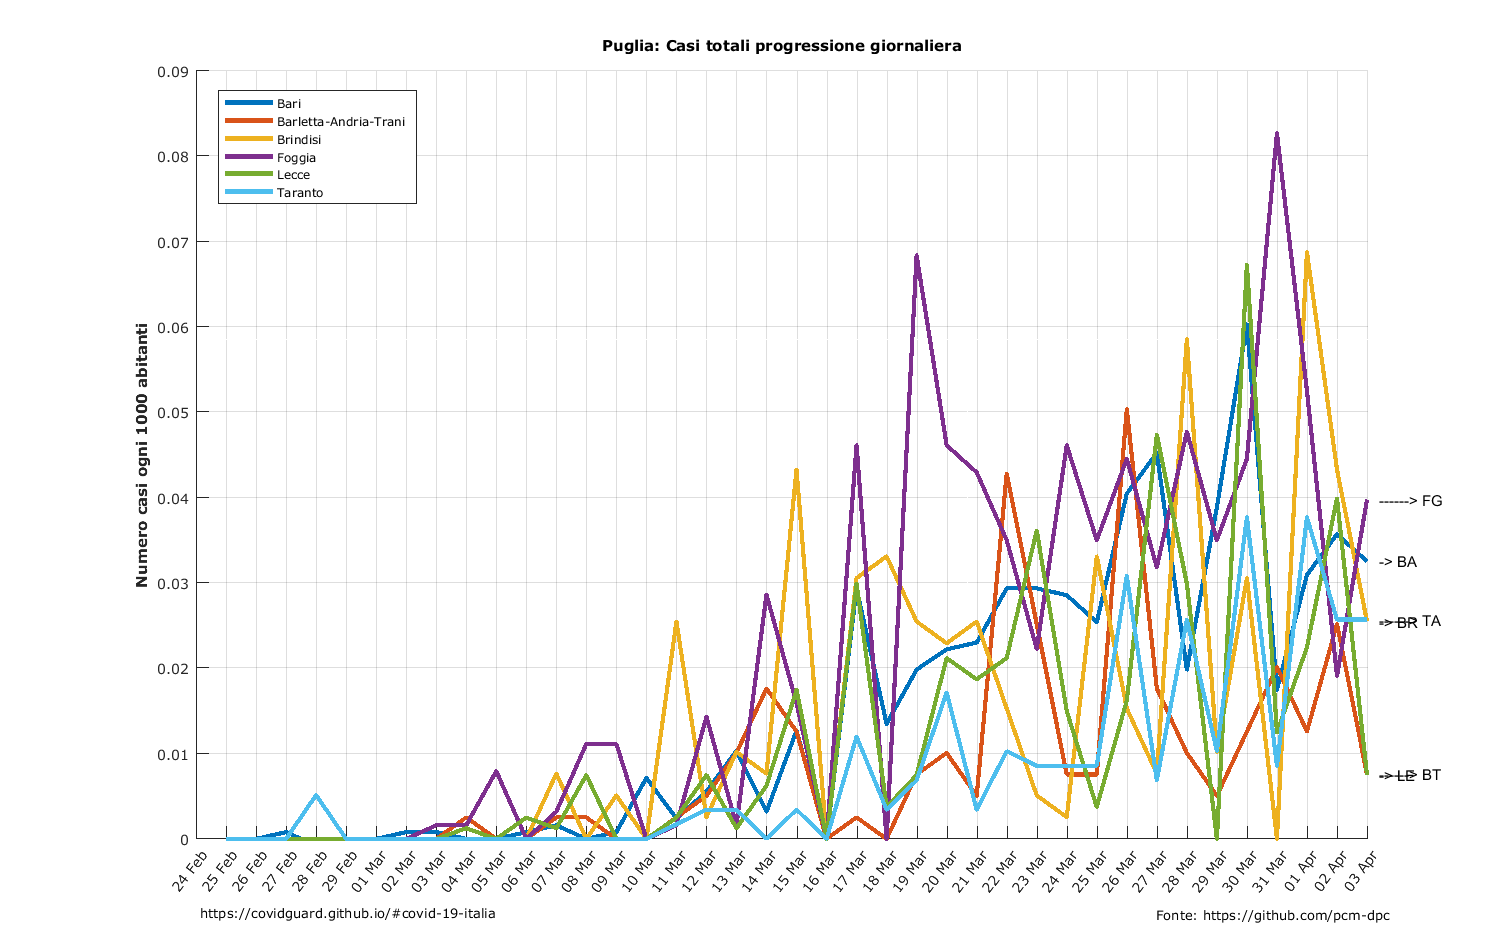 Puglia: Casi totali progressione giornaliera
0.09
0.08
0.07
0.06
0.05
0.04
0.03
0.02
0.01
0
Numero casi ogni 1000 abitanti
Bari
Barletta-Andria-Trani
Brindisi
Foggia
Lecce
Taranto
------> FG
-> BA
-> BR
TA
-> LE
BT
24 Feb
25 Feb
26 Feb
27 Feb
28 Feb
29 Feb
01 Mar
02 Mar
03 Mar
04 Mar
05 Mar
06 Mar
07 Mar
08 Mar
09 Mar
10 Mar
11 Mar
12 Mar
13 Mar
14 Mar
15 Mar
16 Mar
17 Mar
18 Mar
19 Mar
20 Mar
21 Mar
22 Mar
23 Mar
24 Mar
25 Mar
26 Mar
27 Mar
28 Mar
29 Mar
30 Mar
31 Mar
01 Apr
02 Apr
03 Apr
https://covidguard.github.io/#covid-19-italia
Fonte: https://github.com/pcm-dpc